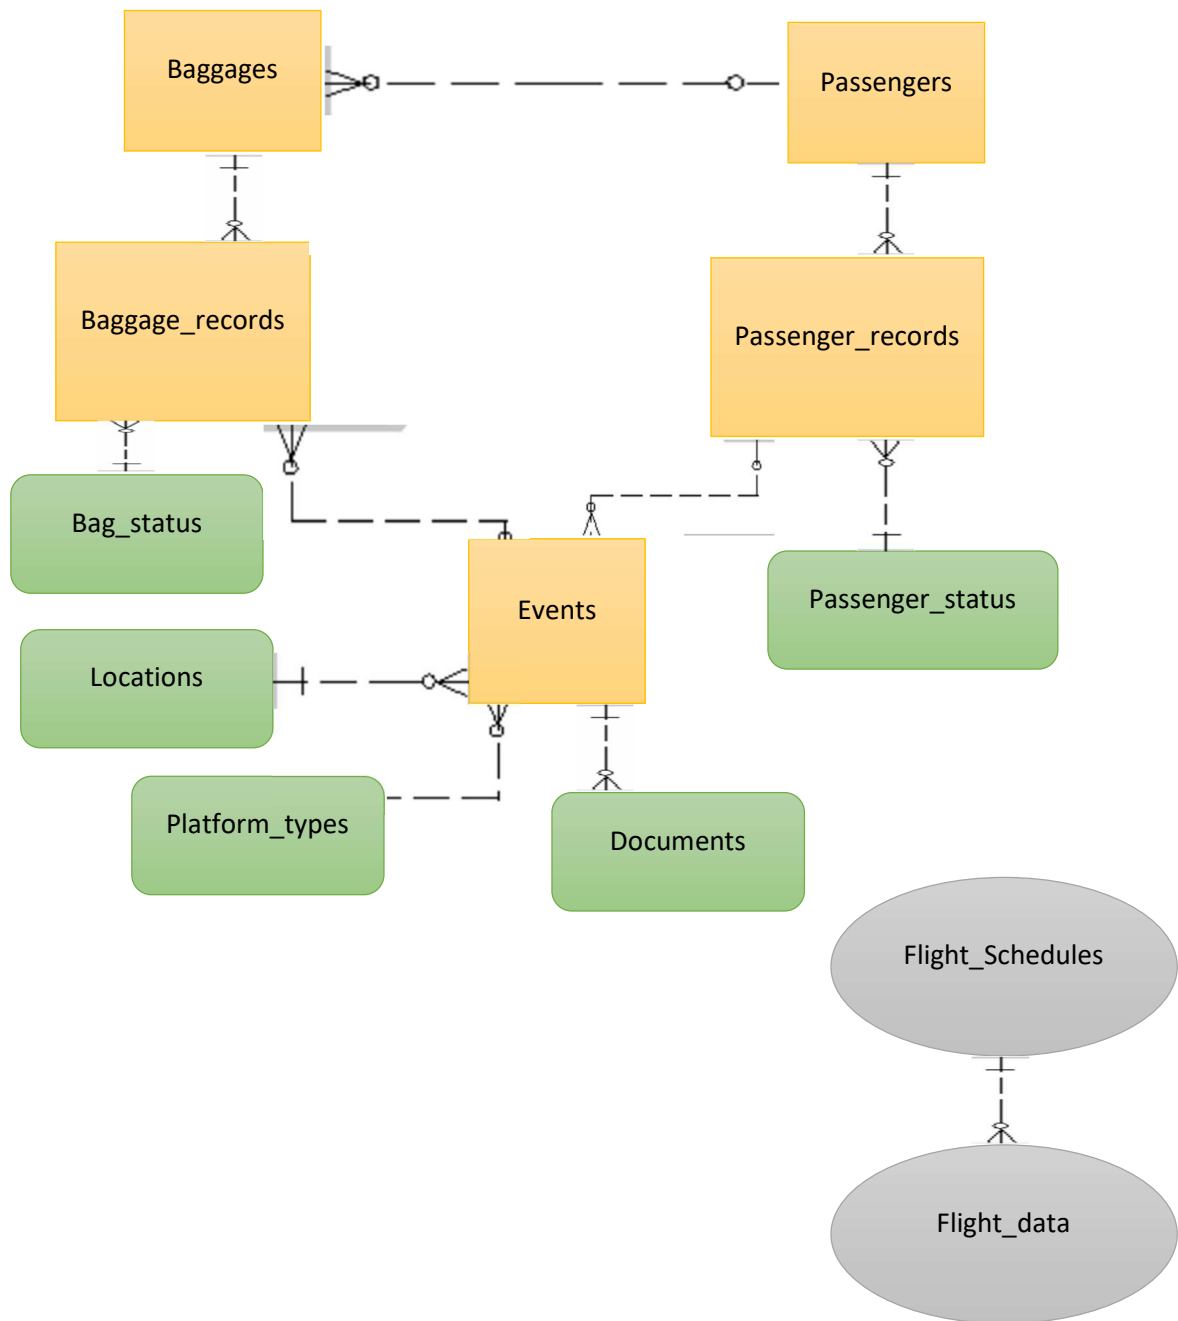 Baggages
Passengers
Baggage_records
Passenger_records
Bag_status
Passenger_status
Events
Locations
Platform_types
Documents
Flight_Schedules
Flight_data